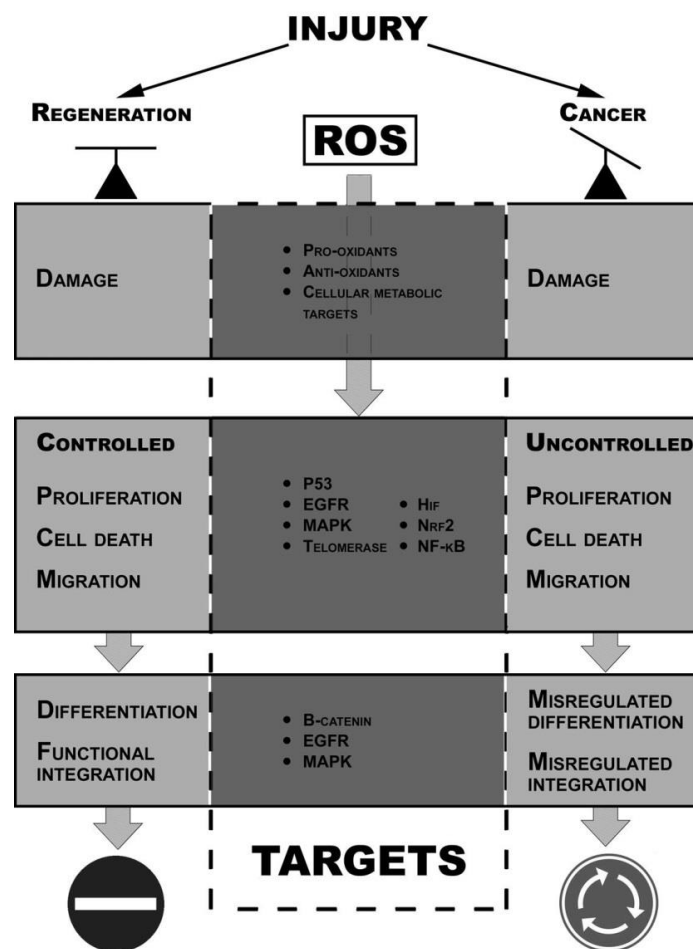 INJURY
REGENERATION
CANCER
ROS
DAMAGE
• PRO-OXIDANTS
• ANTI-OXIDANTS
• CELLULAR METABOLIC
TARGETS
DAMAGE
CONTROLLED
PROLIFERATION
CELL DEATH
MIGRATION
• P53
• EGFR
• MAPK
• TELOMERASE
• HIF
• NRF2
• NF-κB
UNCONTROLLED
PROLIFERATION
CELL DEATH
MIGRATION
DIFFERENTIATION
FUNCTIONAL
INTEGRATION
• B-CATENIN
• EGFR
• MAPK
MISREGULATED
DIFFERENTIATION
MISREGULATED
INTEGRATION
TARGETS